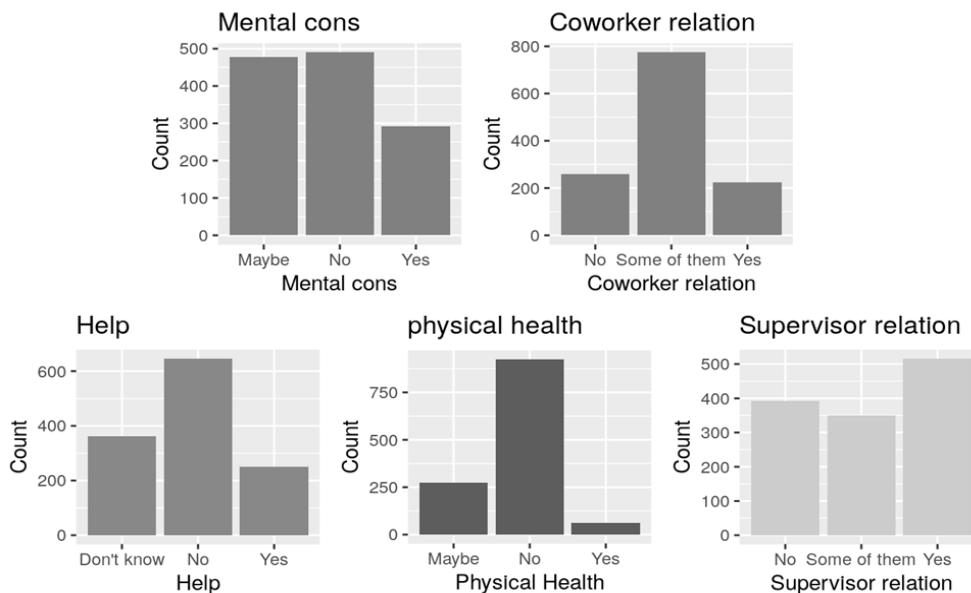 Mental cons
500
400
300
200
100
0
Count
Maybe No Yes
Mental cons
Coworker relation
800
600
400
200
0
Count
No Some of them Yes
Coworker relation
Help
600
400
200
0
Count
Don't know No Yes
Help
physical health
750
500
250
0
Count
Maybe No Yes
Physical Health
Supervisor relation
500
400
300
200
100
0
Count
No Some of them Yes
Supervisor relation